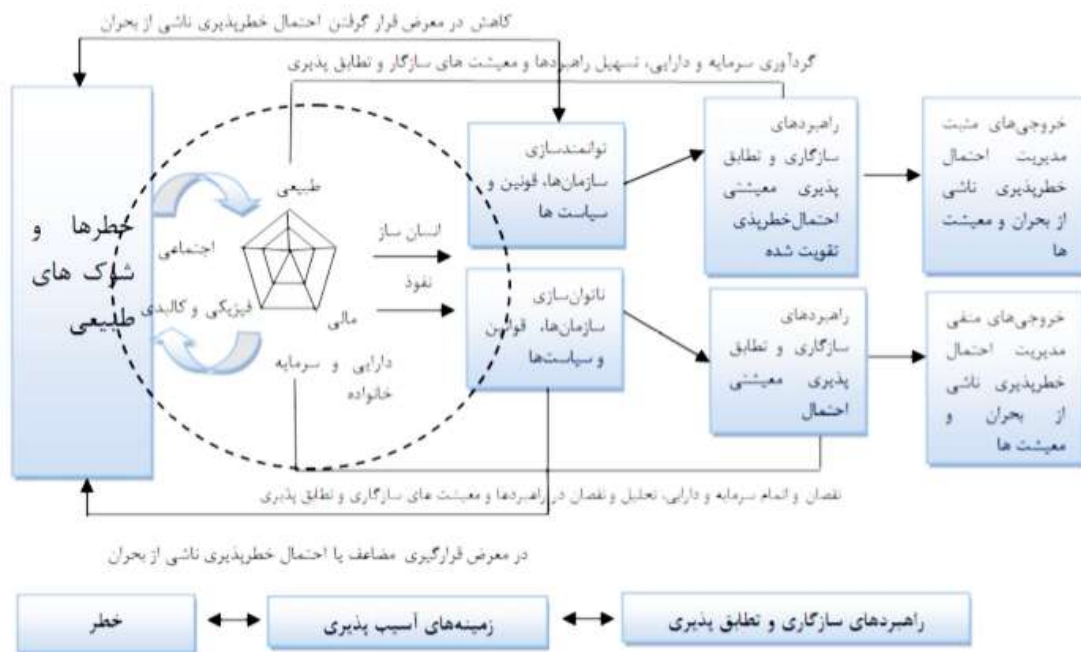 کاهش در معرض قرار گرفتن احتمال خطرپذیری ناشی از بحران
گردآوری سرمایه و دارایی، تسهیل راهبردها و معیشت های سازگار و تطابق پذیری
خطرها و
شوک های
طبیعی
طبیعی
اجتماعی
فیزیکی و کالبدی
مالی
دارایی و سرمایه
خانواده
انسان ساز
نفوذ
توانمندسازی
سازمان‌ها، قونین و
سیاست ها
ناتوان‌سازی
سازمان‌ها، قوانین
و سیاست‌ها
راهبردهای
سازگاری و تطابق
پذیری معیشتی
احتمال‌خطرپذی
تقویت شده
راهبردهای
سازگاری و تطابق
پذیری معیشتی
احتمال
خروجی‌های مثبت
مدیریت احتمال
خطرپذیری ناشی
از بحران و معیشت
ها
خروجی‌های منفی
مدیریت احتمال
خطرپذیری ناشی
از بحران و
معیشت ها
نقصان و اتمام سرمایه و دارایی، تحلیل و نقصان در راهبردها و معیشت های سازگاری و تطابق پذیری
در معرض قرارگیری مضاعف یا احتمال خطرپذیری ناشی از بحران
خطر
زمینه‌های آسیب پذیری
راهبردهای سازگاری و تطابق پذیری